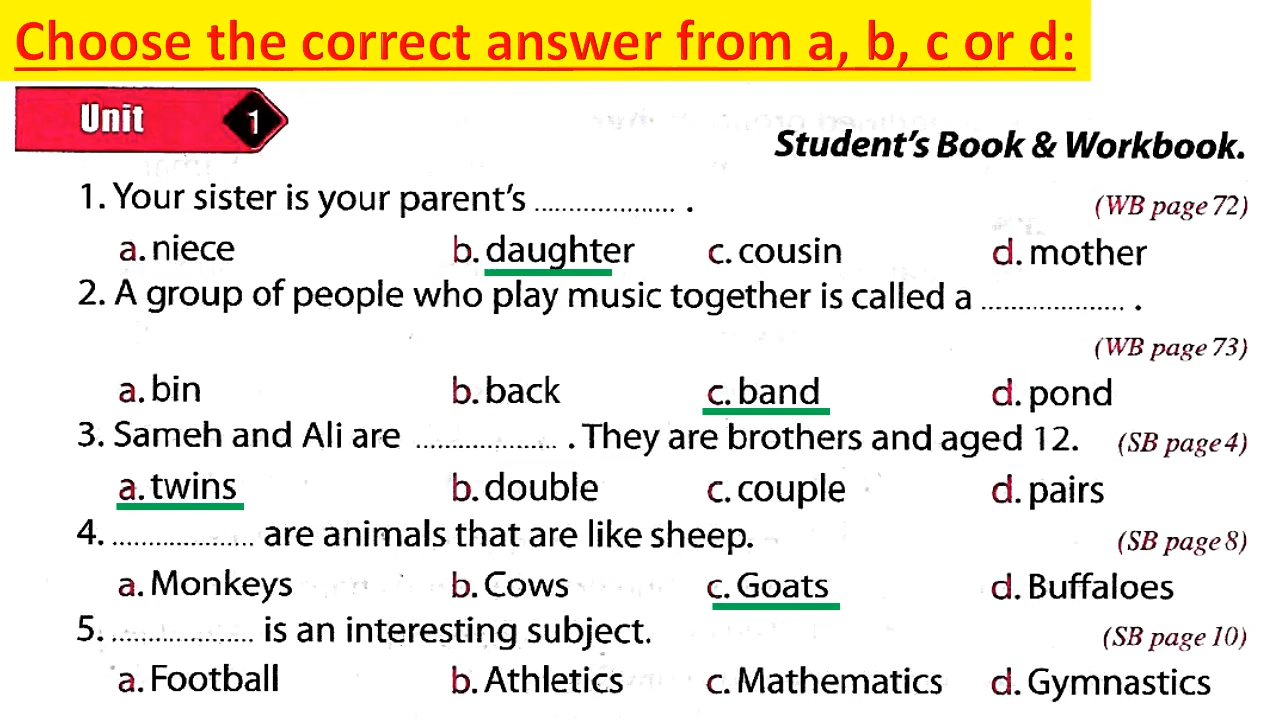 Choose the correct answer from a, b, c or d:
Unit 1
Student's Book & Workbook.
1. Your sister is your parent's .................... . (WB page 72)
a. niece b. daughter c. cousin d. mother
2. A group of people who play music together is called a .................... .
(WB page 73)
a. bin b. back c. band d. pond
3. Sameh and Ali are .................... . They are brothers and aged 12. (SB page 4)
a. twins b. double c. couple d. pairs
4. .................... are animals that are like sheep. (SB page 8)
a. Monkeys b. Cows c. Goats d. Buffaloes
5. .................... is an interesting subject. (SB page 10)
a. Football b. Athletics c. Mathematics d. Gymnastics